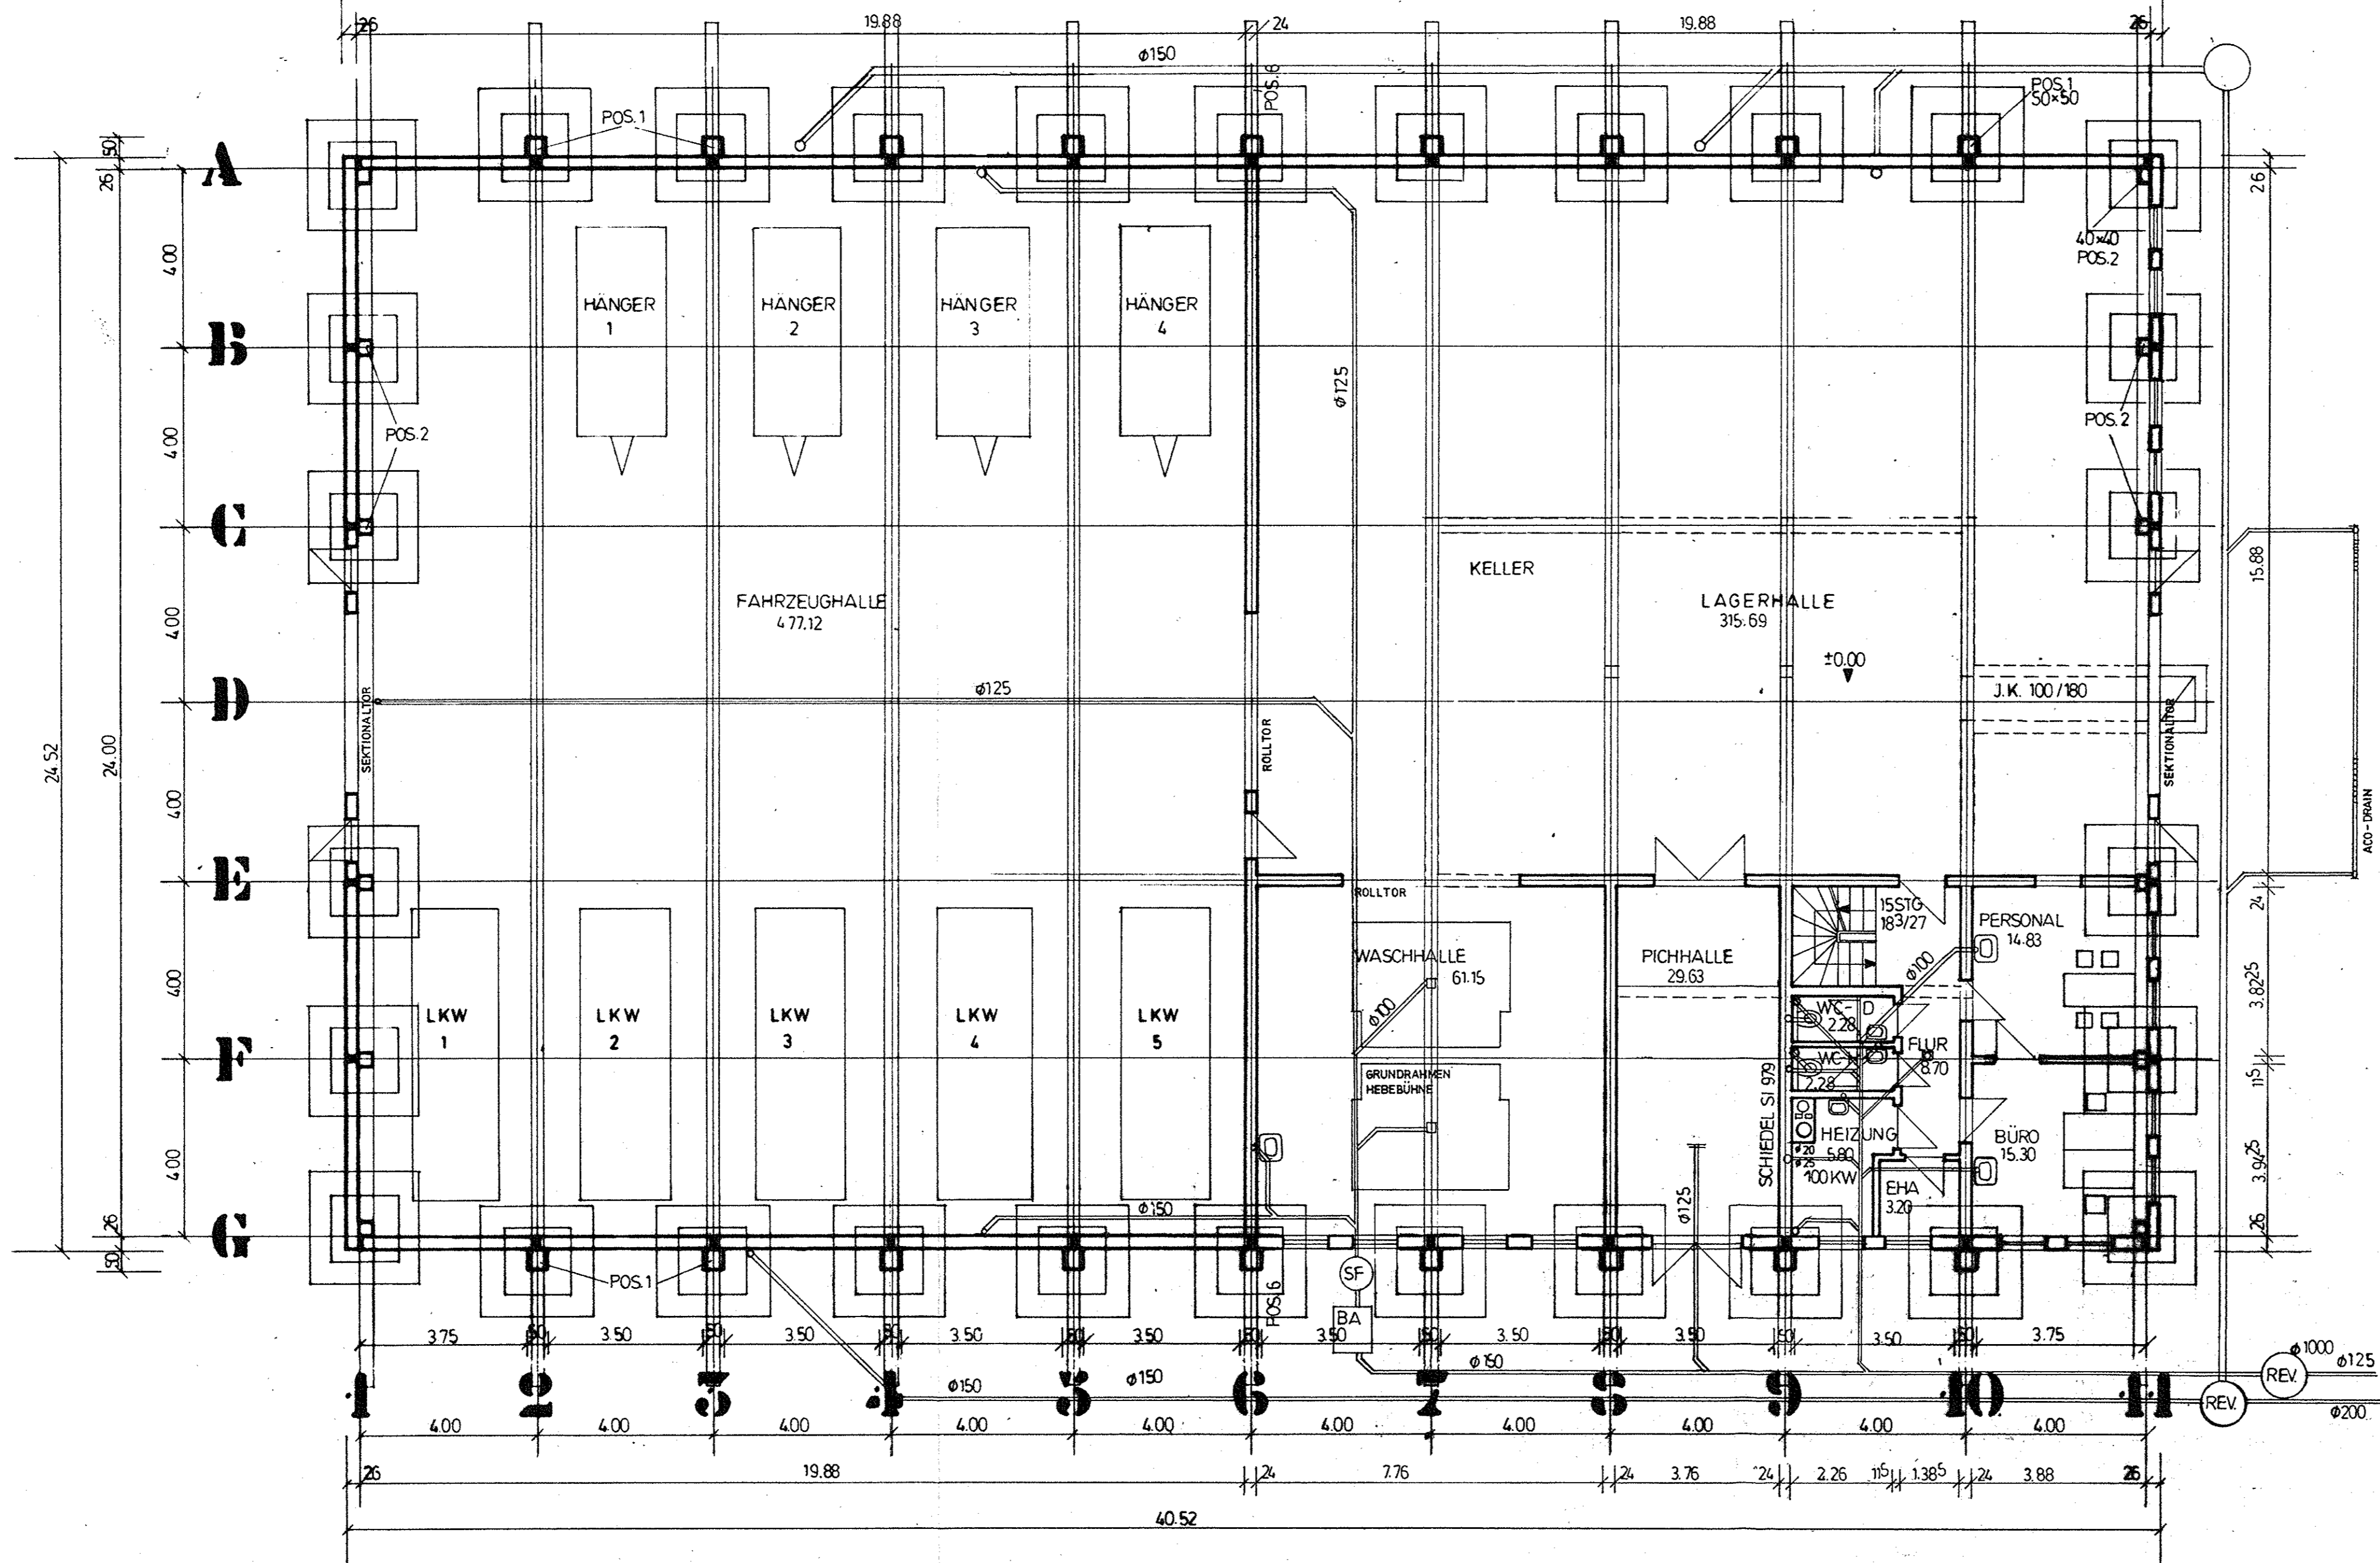 26 19.88 24 19.88 26
ø150
POS.6
POS.1
50×50
POS.1
50
26
A
26
40×40
POS.2
4.00
HÄNGER
1
HÄNGER
2
HÄNGER
3
HÄNGER
4
B
ø125
POS.2
POS.2
4.00
C
KELLER
15.88
FAHRZEUGHALLE
477.12
LAGERHALLE
315.69
4.00
±0.00
J.K. 100/180
D
ø125
SEKTIONALTOR
ROLLTOR
SEKTIONALTOR
24.52
24.00
4.00
ACO-DRAIN
E
ROLLTOR
24
15STG
18³/27
PERSONAL
14.83
WASCHHALLE
61.15
PICHHALLE
29.63
ø100
4.00
3.82⁵
LKW
1
LKW
2
LKW
3
LKW
4
LKW
5
ø100
WC-D
2.28
F
WC-H
2.28
FLUR
8.70
GRUNDRAHMEN
HEBEBÜHNE
11⁵
SCHIEDEL SI 979
HEIZUNG
5.80
ø20
ø25
100KW
BÜRO
15.30
4.00
3.94²⁵
EHA
3.20
ø150
ø125
26
G
26
50
POS.1
SF
POS.6
BA
3.75 50 3.50 50 3.50 50 3.50 50 3.50 50 3.50 50 3.50 50 3.50 50 3.50 50 3.75
ø150
ø1000
ø125
REV.
ø150
ø150
REV.
ø200
1 2 3 4 5 6 7 8 9 10 11
4.00 4.00 4.00 4.00 4.00 4.00 4.00 4.00 4.00 4.00
26 19.88 24 7.76 24 3.76 24 2.26 11⁵ 1.38⁵ 24 3.88 26
40.52